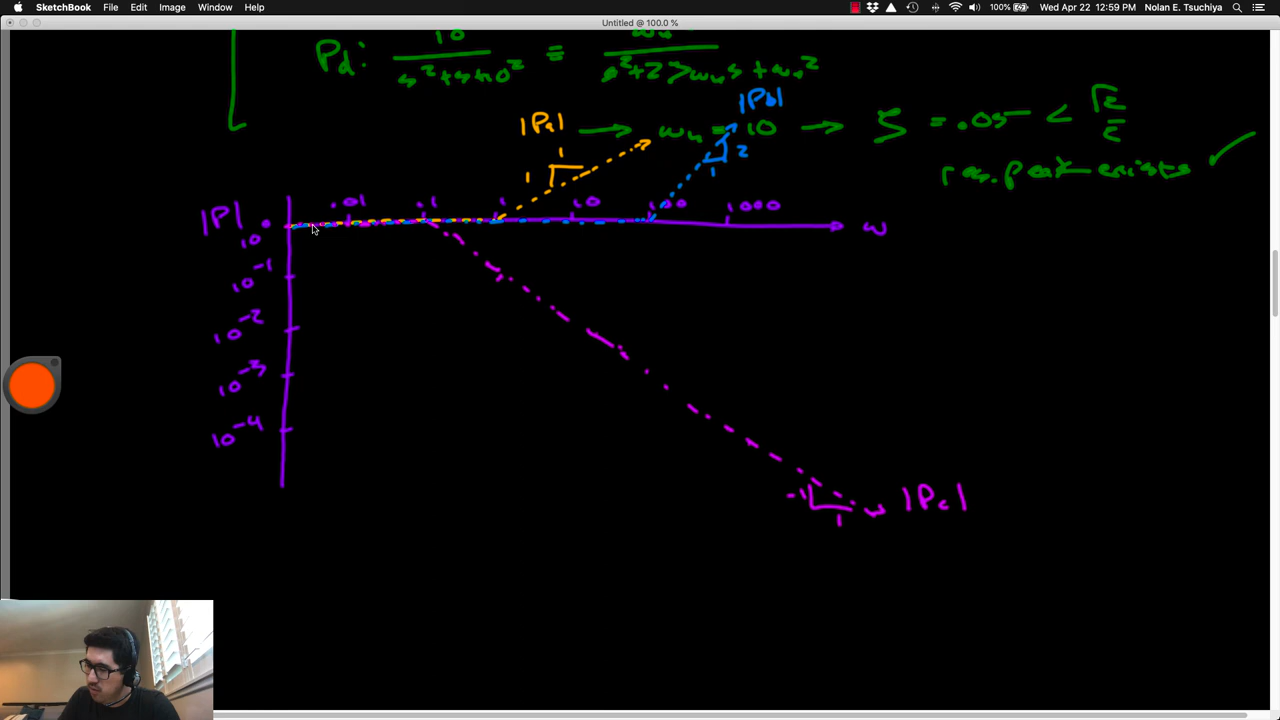 SketchBook File Edit Image Window Help 100% Wed Apr 22 12:59 PM Nolan E. Tsuchiya
Untitled @ 100.0 %
Pd: 10 / s²+s+10² = ωn² / s²+2ζωns+ωn²
|Pa| → ωn = 10 → ζ = .05 < √2/2
|Pb|
res. peak exists ✓
1 1
2 1
|P| .01 .1 1 10 100 1000 ω
10⁰
10⁻¹
10⁻²
10⁻³
10⁻⁴
-1 1 |Pc|